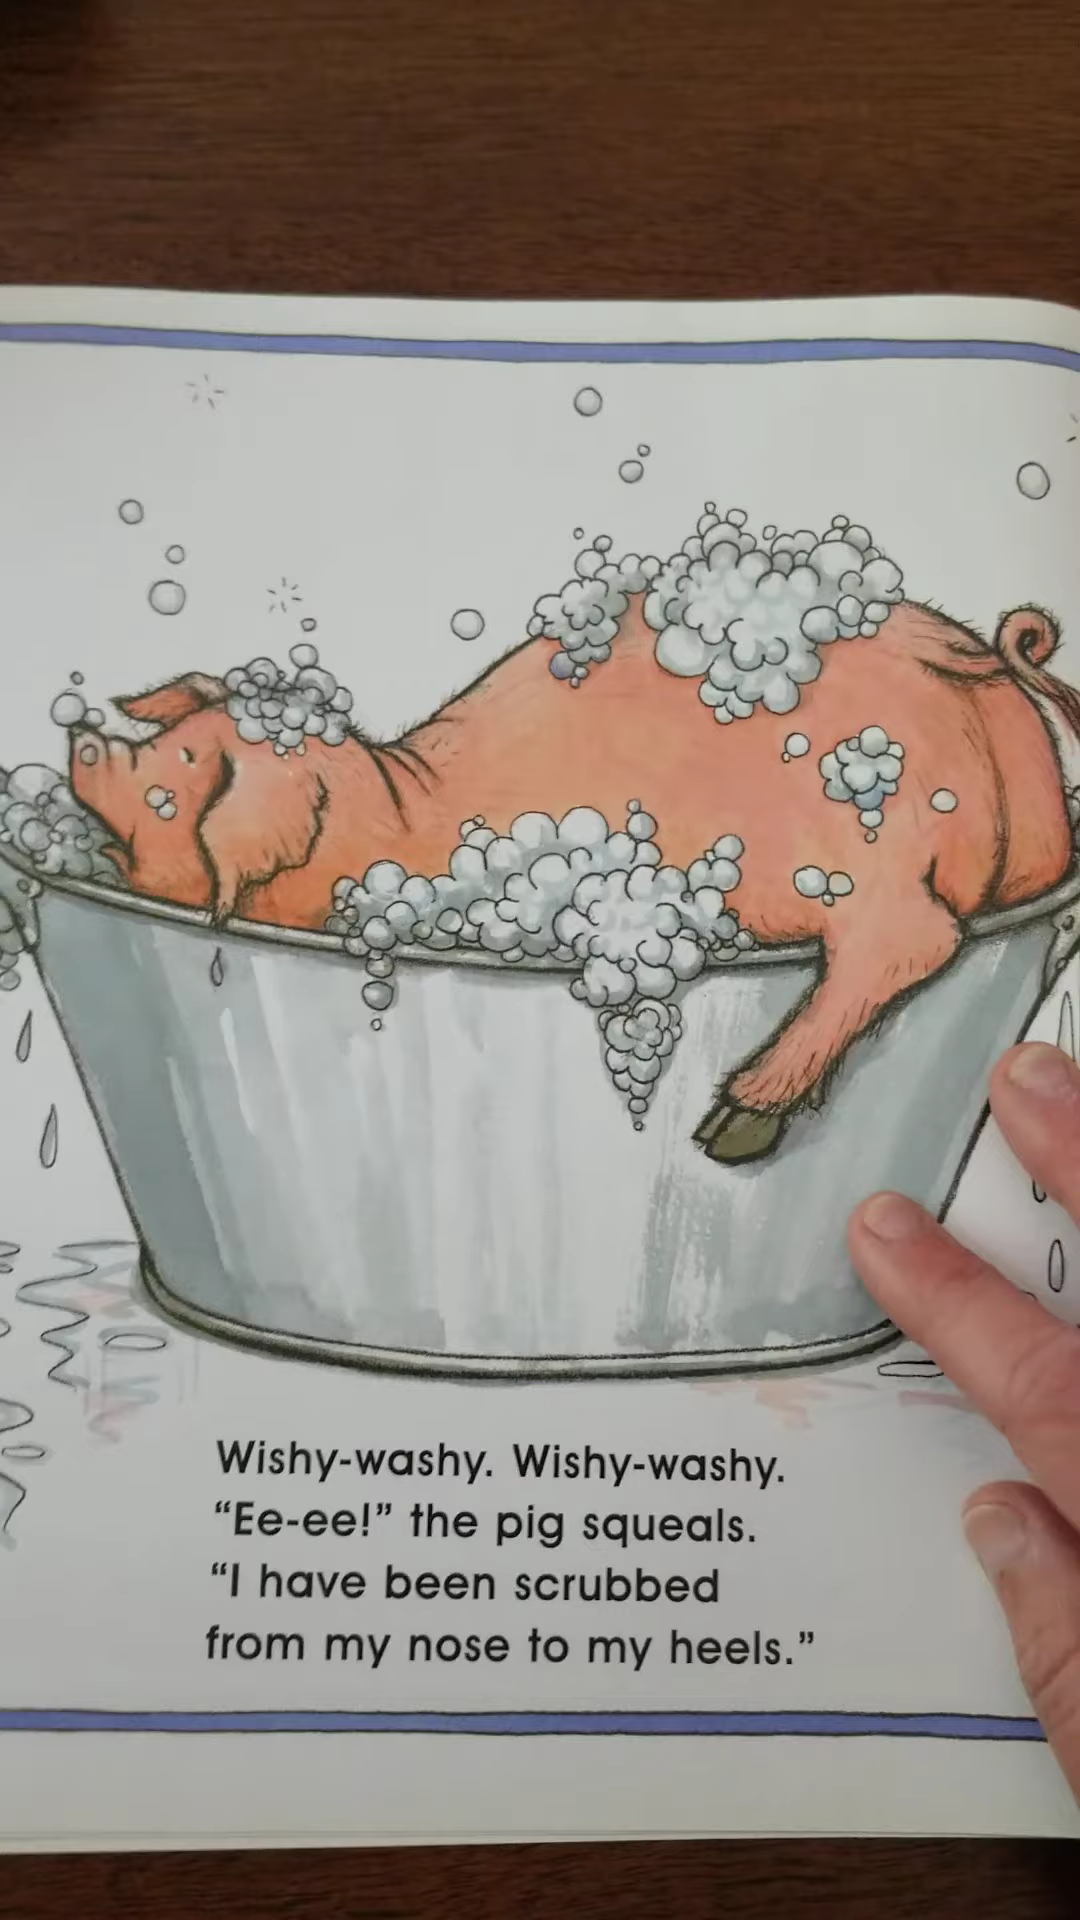 Wishy-washy. Wishy-washy.
“Ee-ee!” the pig squeals.
“I have been scrubbed
from my nose to my heels.”